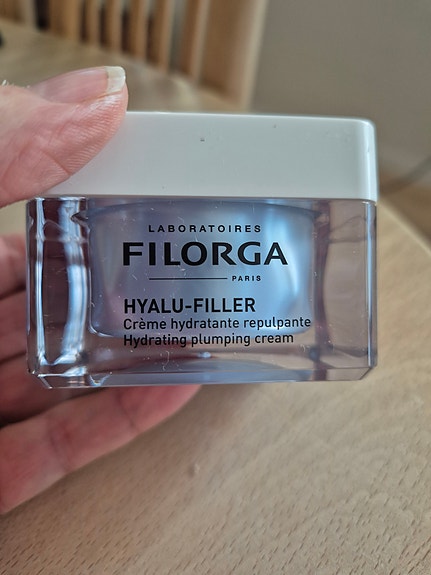 LABORATOIRES
FILORGA
PARIS
HYALU-FILLER
Crème hydratante repulpante
Hydrating plumping cream